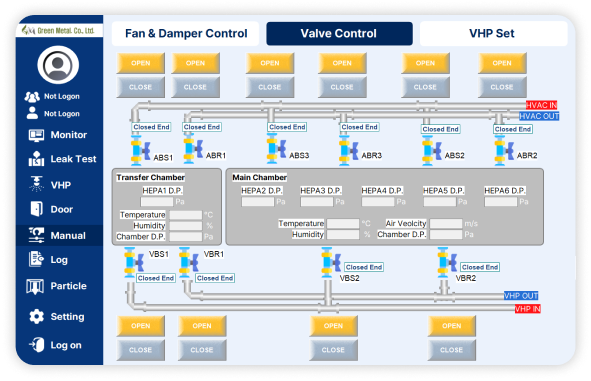 Green Metal Co., Ltd.
Fan & Damper Control
Valve Control
VHP Set
OPEN OPEN OPEN OPEN OPEN OPEN
CLOSE CLOSE CLOSE CLOSE CLOSE CLOSE
Not Logon
Not Logon
Monitor
Leak Test
VHP
Door
Manual
Log
Particle
Setting
Log on
HVAC IN
HVAC OUT
Closed End Closed End Closed End Closed End Closed End Closed End
ABS1 ABR1 ABS3 ABR3 ABS2 ABR2
Transfer Chamber
HEPA1 D.P.
Pa
Temperature °C
Humidity %
Chamber D.P. Pa
Main Chamber
HEPA2 D.P. HEPA3 D.P. HEPA4 D.P. HEPA5 D.P. HEPA6 D.P.
Pa Pa Pa Pa Pa
Temperature °C Air Veolcity m/s
Humidity % Chamber D.P. Pa
VBS1 VBR1
Closed End Closed End Closed End Closed End
VBS2 VBR2
VHP OUT
VHP IN
OPEN OPEN OPEN OPEN
CLOSE CLOSE CLOSE CLOSE